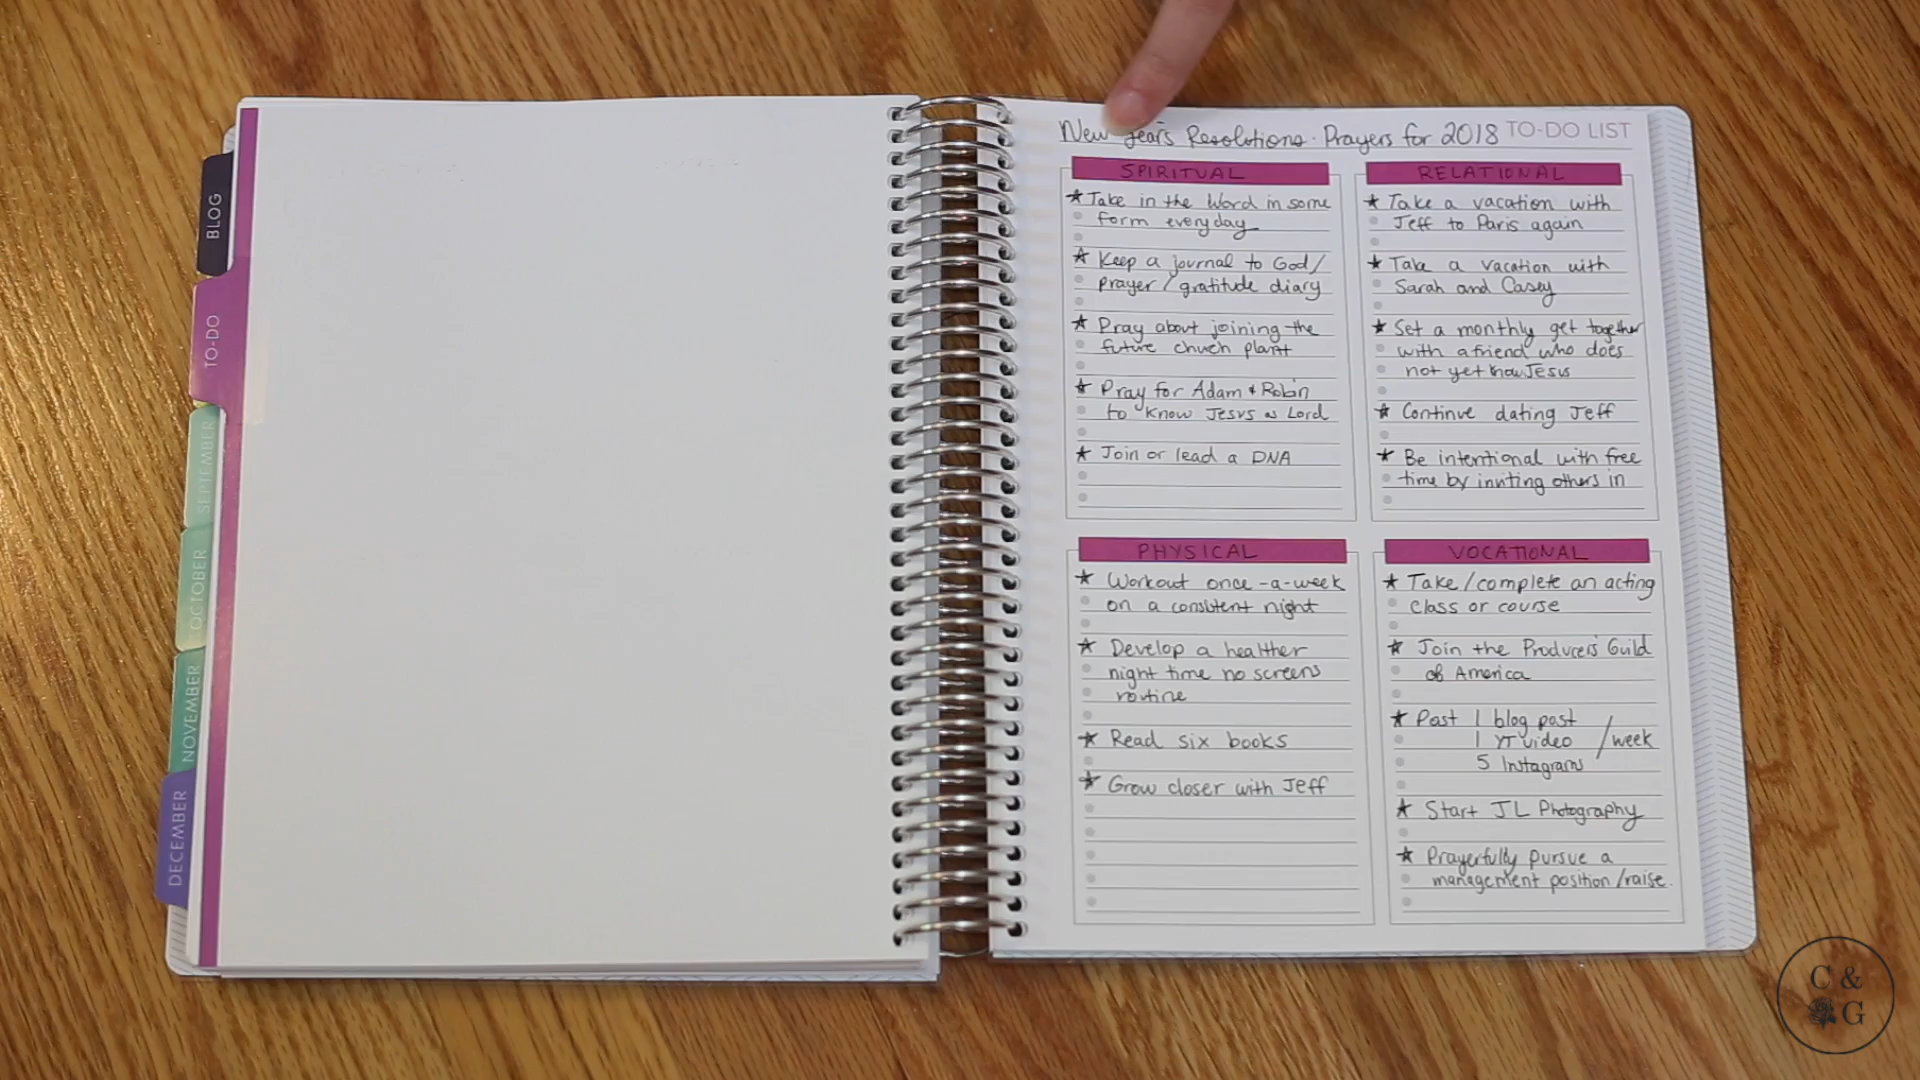 BLOG
TO-DO
SEPTEMBER
OCTOBER
NOVEMBER
DECEMBER
New Year's Resolutions · Prayers for 2018 TO-DO LIST
SPIRITUAL
★ Take in the Word in some
form everyday
★ Keep a journal to God/
prayer/gratitude diary
★ Pray about joining the
future church plant
★ Pray for Adam + Robin
to know Jesus as Lord
★ Join or lead a DNA
RELATIONAL
★ Take a vacation with
Jeff to Paris again
★ Take a vacation with
Sarah and Casey
★ Set a monthly get together
with a friend who does
not yet know Jesus
★ Continue dating Jeff
★ Be intentional with free
time by inviting others in
PHYSICAL
★ Workout once-a-week
on a consistent night
★ Develop a healther
night time no screens
routine
★ Read six books
★ Grow closer with Jeff
VOCATIONAL
★ Take/complete an acting
class or course
★ Join the Producer's Guild
of America
★ Post 1 blog post
1 YT video /week
5 Instagrams
★ Start JL Photography
★ Prayerfully pursue a
management position/raise.
C &
G